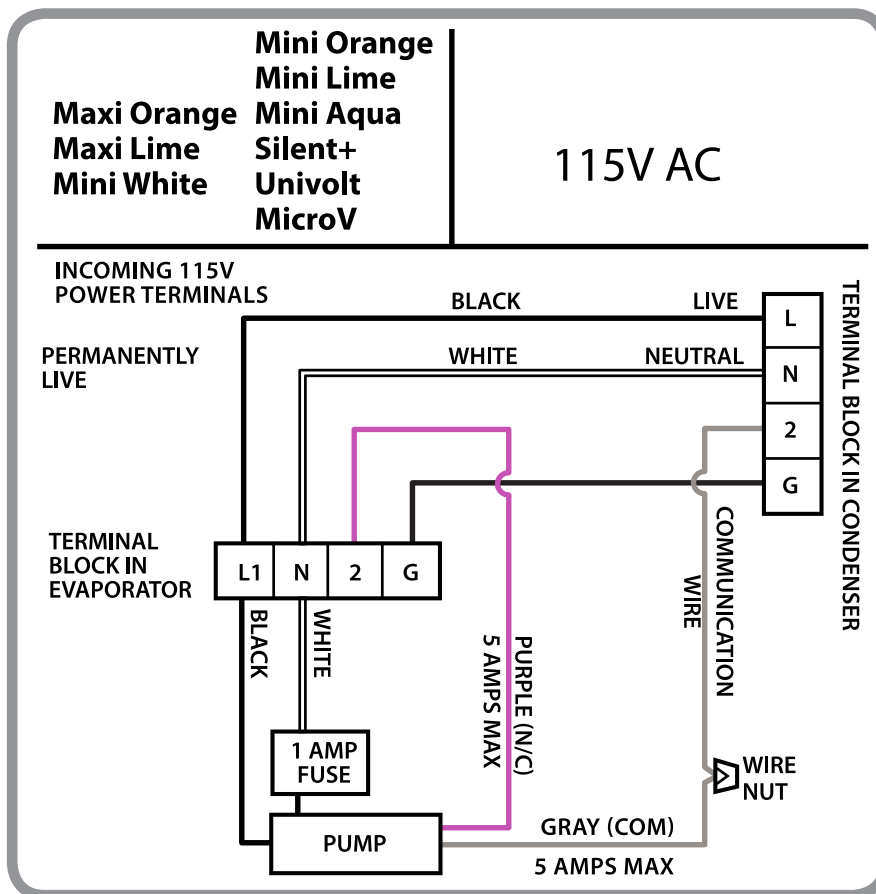 Maxi Orange
Maxi Lime
Mini White
Mini Orange
Mini Lime
Mini Aqua
Silent+
Univolt
MicroV
115V AC
INCOMING 115V
POWER TERMINALS
BLACK
LIVE
L
PERMANENTLY
LIVE
WHITE
NEUTRAL
N
2
G
TERMINAL BLOCK IN CONDENSER
TERMINAL
BLOCK IN
EVAPORATOR
L1
N
2
G
BLACK
WHITE
PURPLE (N/C)
5 AMPS MAX
COMMUNICATION
WIRE
1 AMP
FUSE
WIRE
NUT
PUMP
GRAY (COM)
5 AMPS MAX